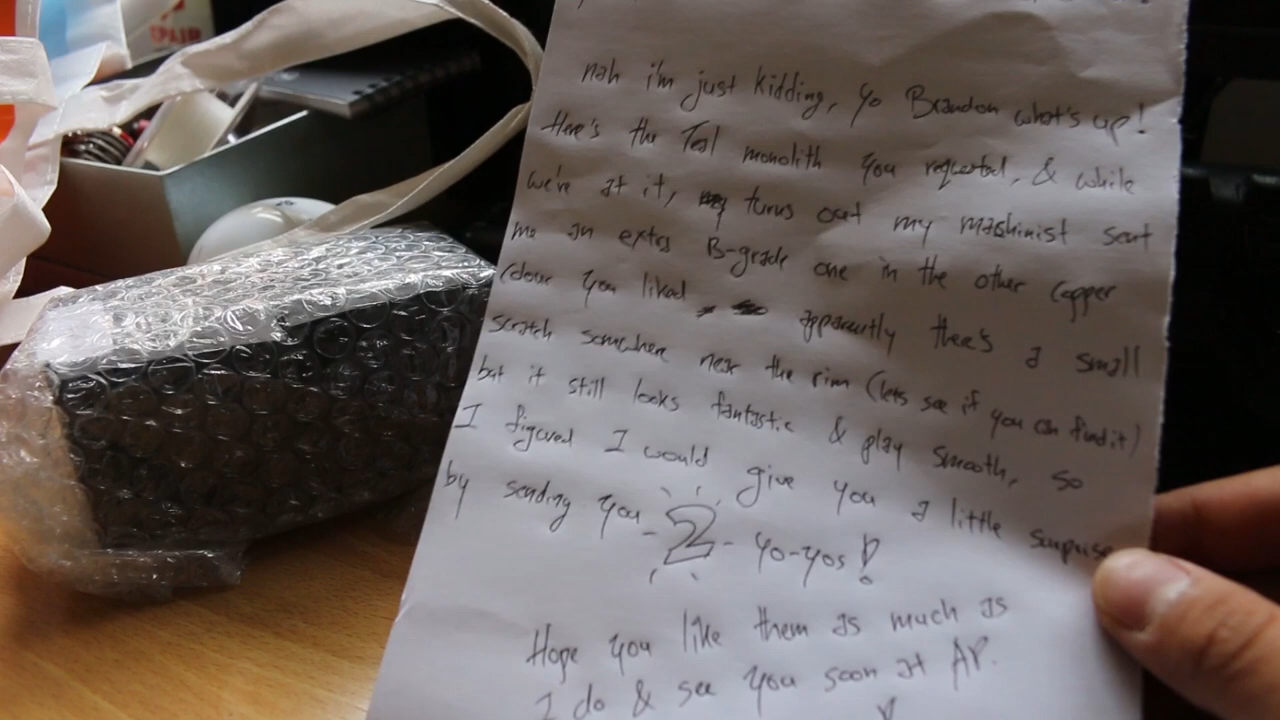 EPAIR
nah i'm just kidding, yo Brandon what's up!
Here's the Teal monolith you requested, & while
we're at it, turns out my machinist sent
me an extra B-grade one in the other copper
colour you liked, apparently there's a small
scratch somewhere near the rim (lets see if you can find it)
but it still looks fantastic & play smooth, so
I figured I would give you a little surprise
by sending you -2- Yo-yos!
Hope you like them as much as
I do & see you soon at AP.